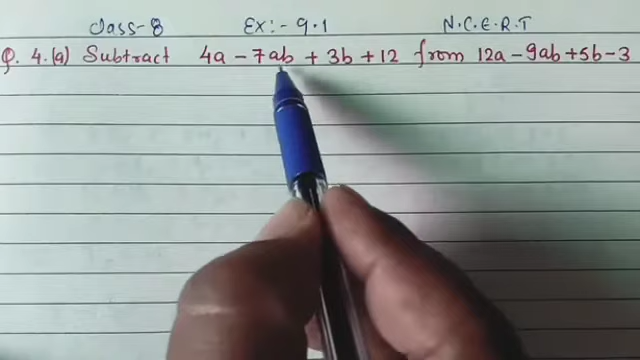 Class-8 Ex:- 9.1 N.C.E.R.T
Q. 4.(a) Subtract 4a - 7ab + 3b + 12 from 12a - 9ab + 5b - 3